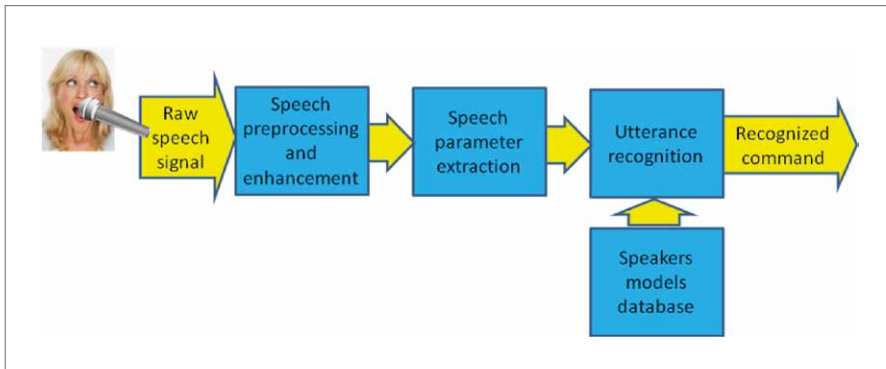 Raw
speech
signal
Speech
preprocessing
and
enhancement
Speech
parameter
extraction
Utterance
recognition
Recognized
command
Speakers
models
database